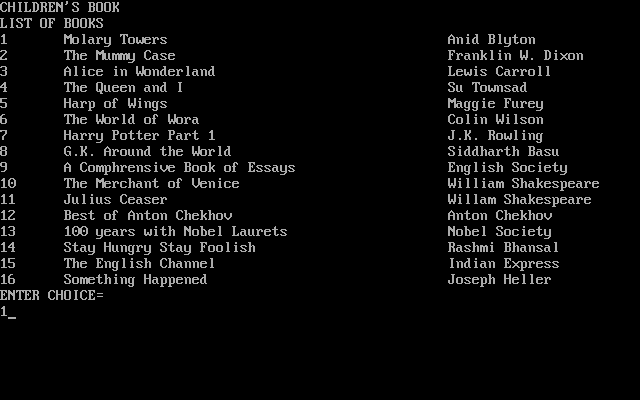 CHILDREN'S BOOK
LIST OF BOOKS
1 Molary Towers Anid Blyton
2 The Mummy Case Franklin W. Dixon
3 Alice in Wonderland Lewis Carroll
4 The Queen and I Su Townsad
5 Harp of Wings Maggie Furey
6 The World of Wora Colin Wilson
7 Harry Potter Part 1 J.K. Rowling
8 G.K. Around the World Siddharth Basu
9 A Comphrensive Book of Essays English Society
10 The Merchant of Venice William Shakespeare
11 Julius Ceaser Willam Shakespeare
12 Best of Anton Chekhov Anton Chekhov
13 100 years with Nobel Laurets Nobel Society
14 Stay Hungry Stay Foolish Rashmi Bhansal
15 The English Channel Indian Express
16 Something Happened Joseph Heller
ENTER CHOICE=
1_